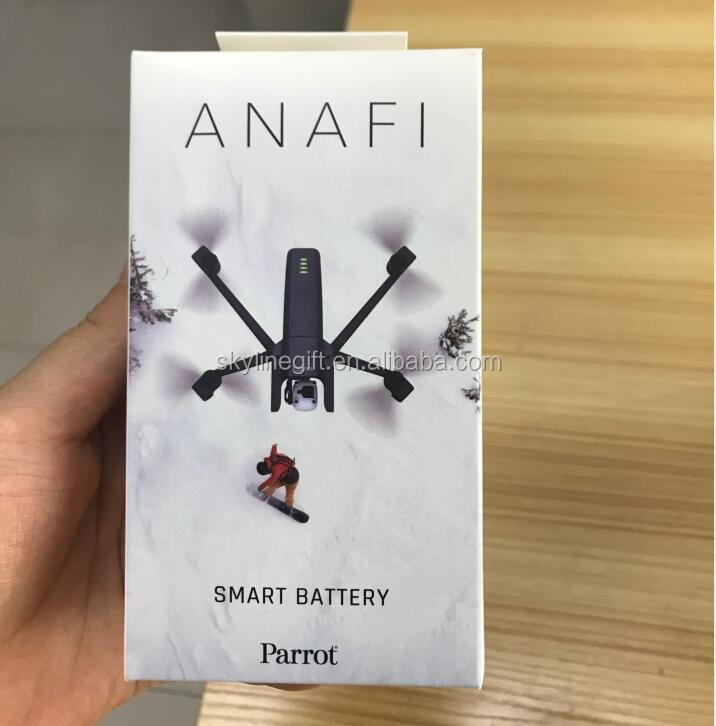 ANAFI
skylinegift.en.alibaba.com
SMART BATTERY
Parrot